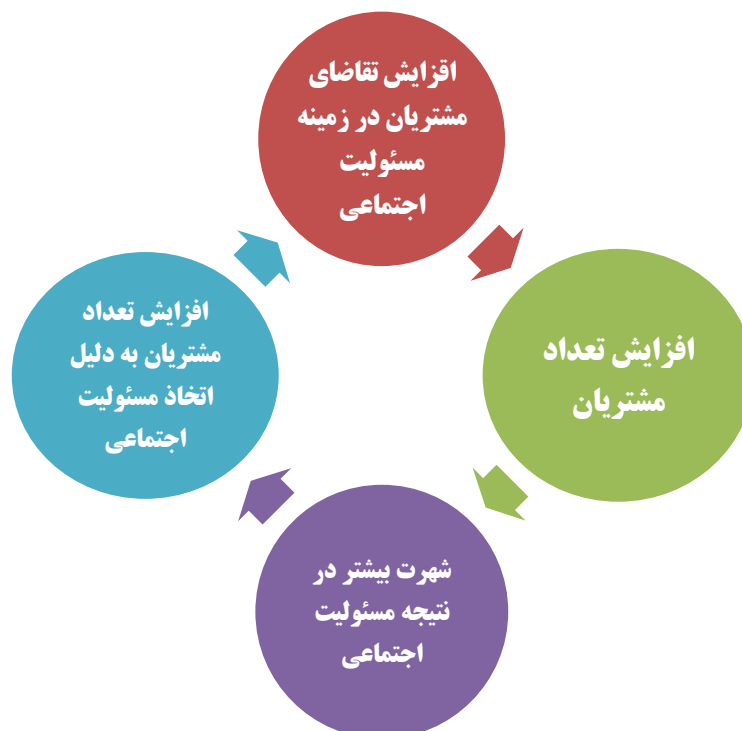 اقزایش تقاضای
مشتریان در زمینه
مسئولیت
اجتماعی
افزایش تعداد
مشتریان
شهرت بیشتر در
نتیجه مسئولیت
اجتماعی
افزایش تعداد
مشتریان به دلیل
اتخاذ مسئولیت
اجتماعی